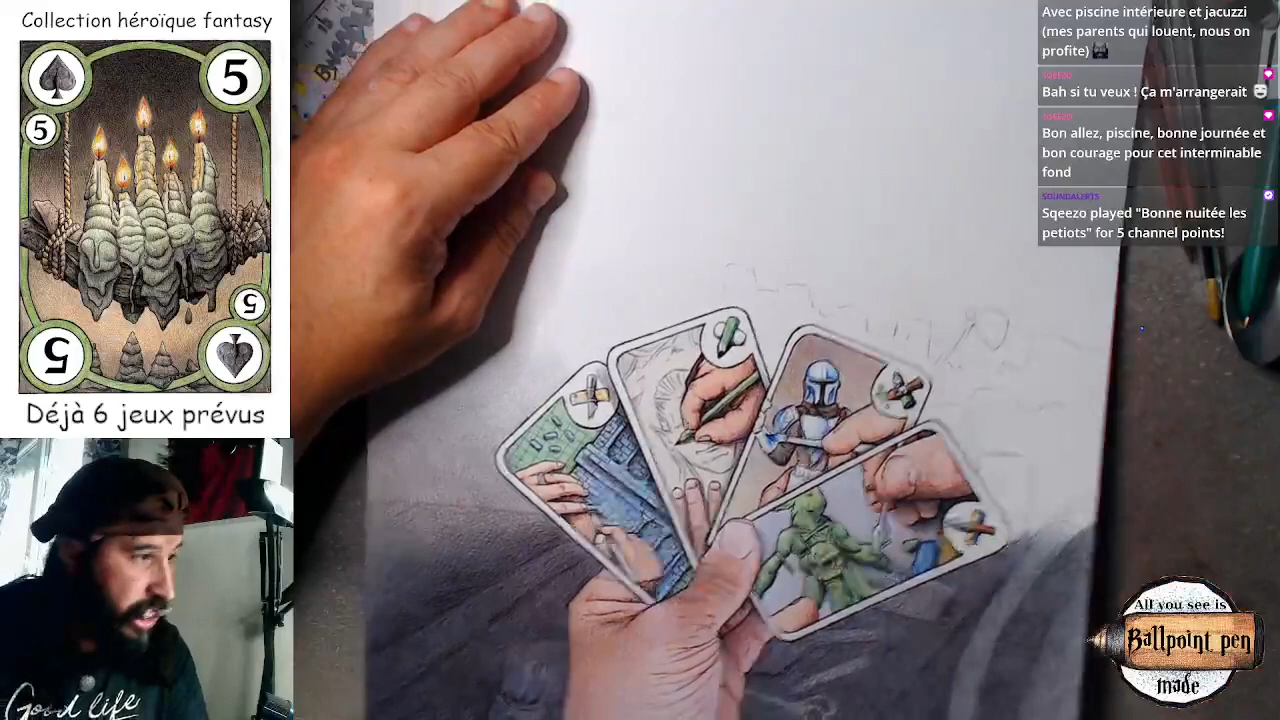 Collection héroïque fantasy
5
5
5
5
Déjà 6 jeux prévus
Good life
Avec piscine intérieure et jacuzzi
(mes parents qui louent, nous on
profite)
Bah si tu veux ! Ça m'arrangerait
Bon allez, piscine, bonne journée et
bon courage pour cet interminable
fond
SOUNDALERTS
Sqeezo played "Bonne nuitée les
petiots" for 5 channel points!
All you see is
Ballpoint pen
made